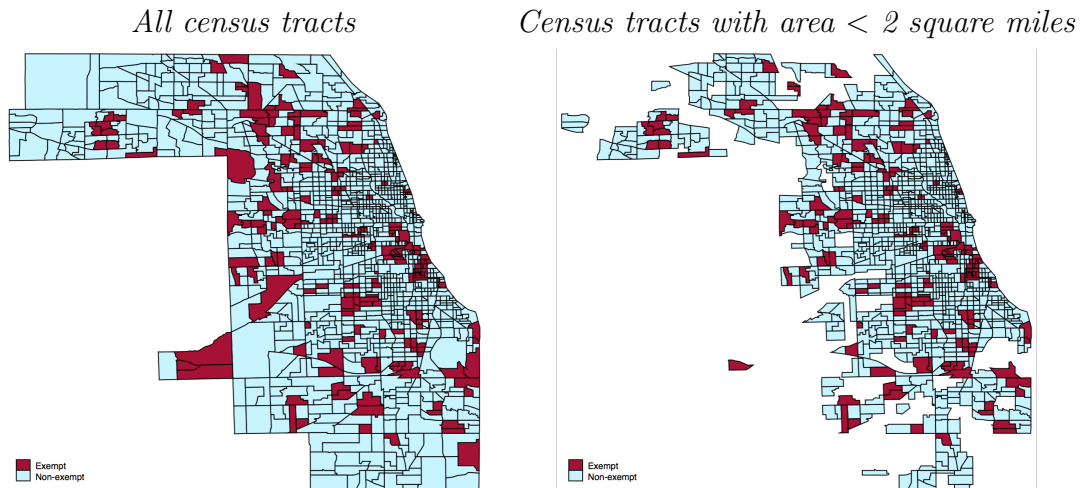 All census tracts
Census tracts with area < 2 square miles
Exempt
Non-exempt
Exempt
Non-exempt